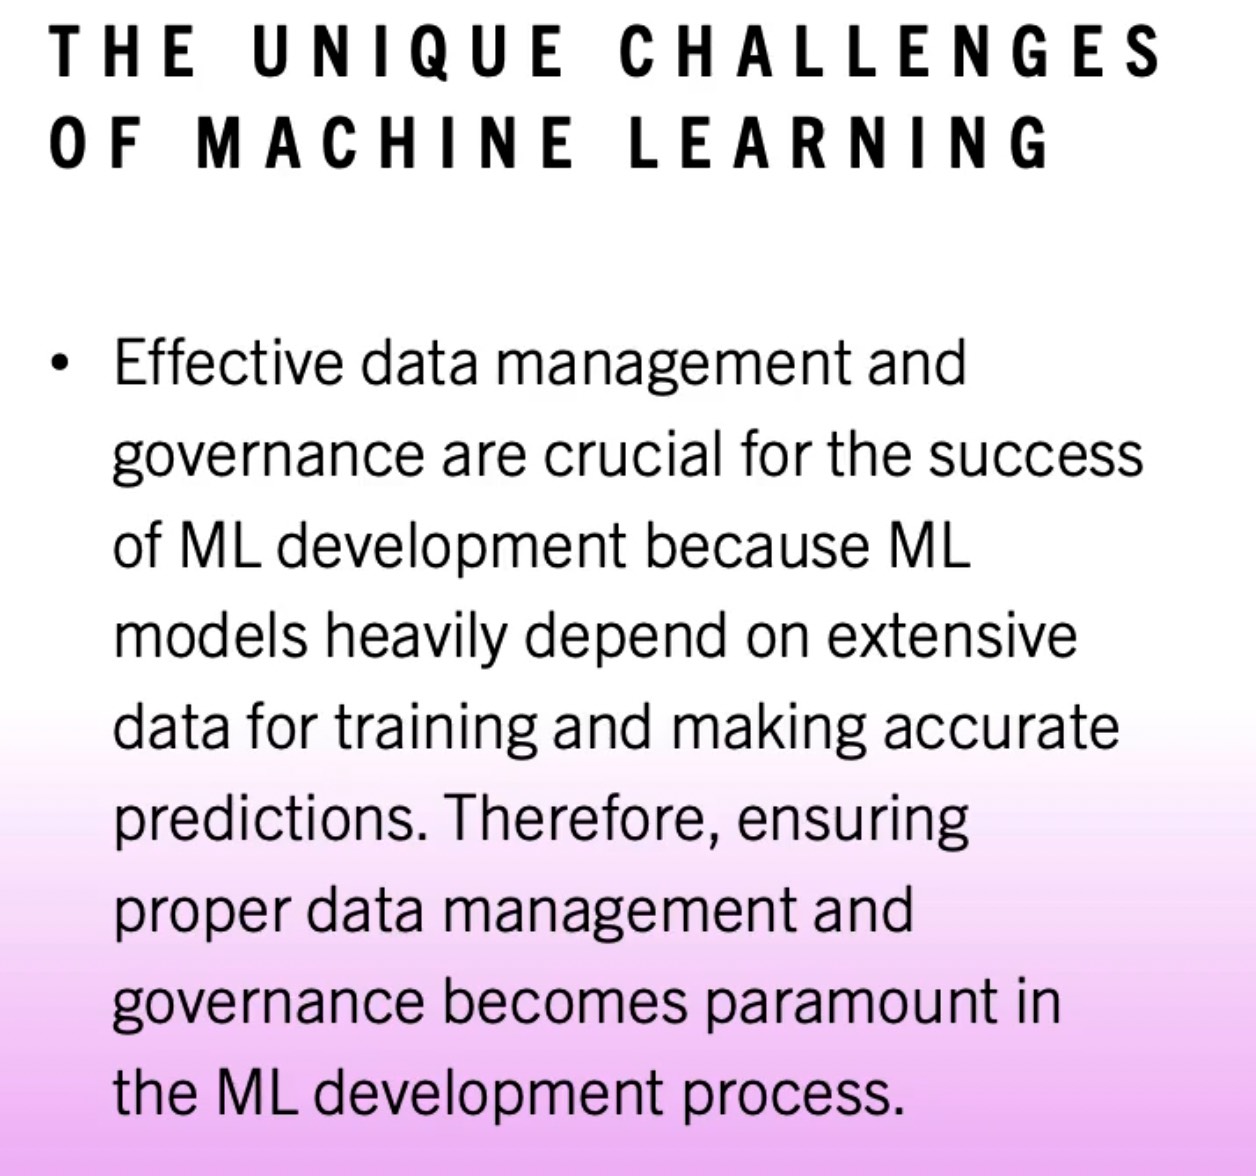 THE UNIQUE CHALLENGES
OF MACHINE LEARNING
• Effective data management and
governance are crucial for the success
of ML development because ML
models heavily depend on extensive
data for training and making accurate
predictions. Therefore, ensuring
proper data management and
governance becomes paramount in
the ML development process.